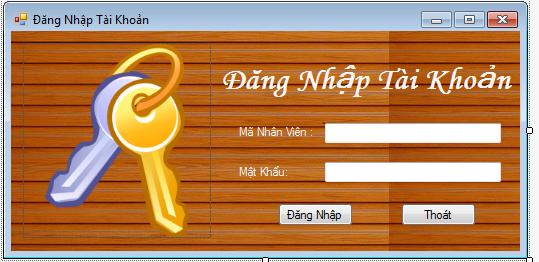 Đăng Nhập Tài Khoản
Đăng Nhập Tài Khoản
Mã Nhân Viên :
Mật Khẩu:
Đăng Nhập Thoát